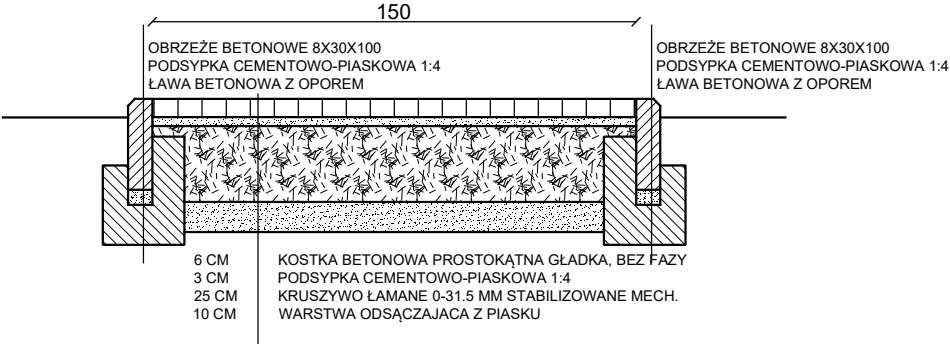 150
OBRZEŻE BETONOWE 8X30X100
PODSYPKA CEMENTOWO-PIASKOWA 1:4
ŁAWA BETONOWA Z OPOREM
OBRZEŻE BETONOWE 8X30X100
PODSYPKA CEMENTOWO-PIASKOWA 1:4
ŁAWA BETONOWA Z OPOREM
6 CM KOSTKA BETONOWA PROSTOKĄTNA GŁADKA, BEZ FAZY
3 CM PODSYPKA CEMENTOWO-PIASKOWA 1:4
25 CM KRUSZYWO ŁAMANE 0-31.5 MM STABILIZOWANE MECH.
10 CM WARSTWA ODSĄCZAJACA Z PIASKU